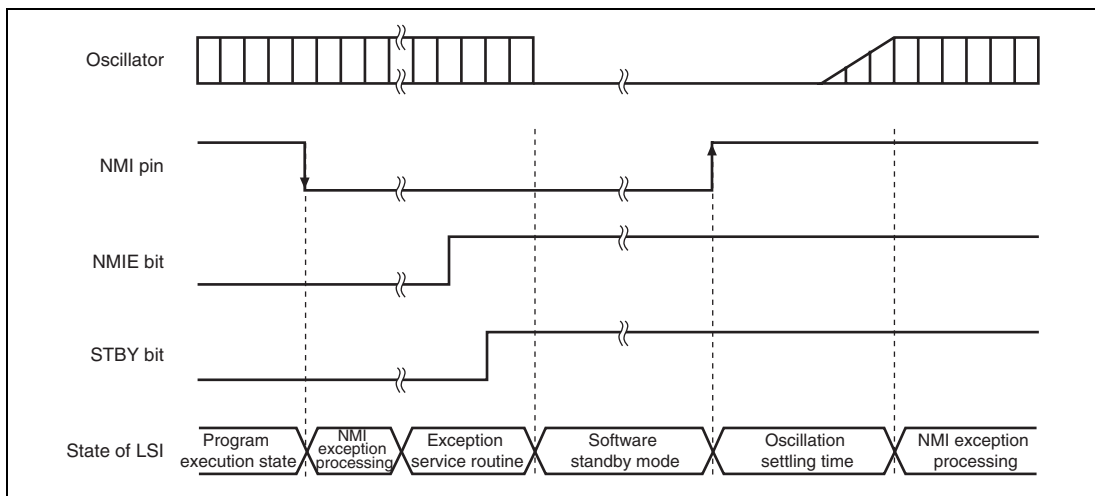 Oscillator
NMI pin
NMIE bit
STBY bit
State of LSI
Program
execution state
NMI
exception
processing
Exception
service routine
Software
standby mode
Oscillation
settling time
NMI exception
processing